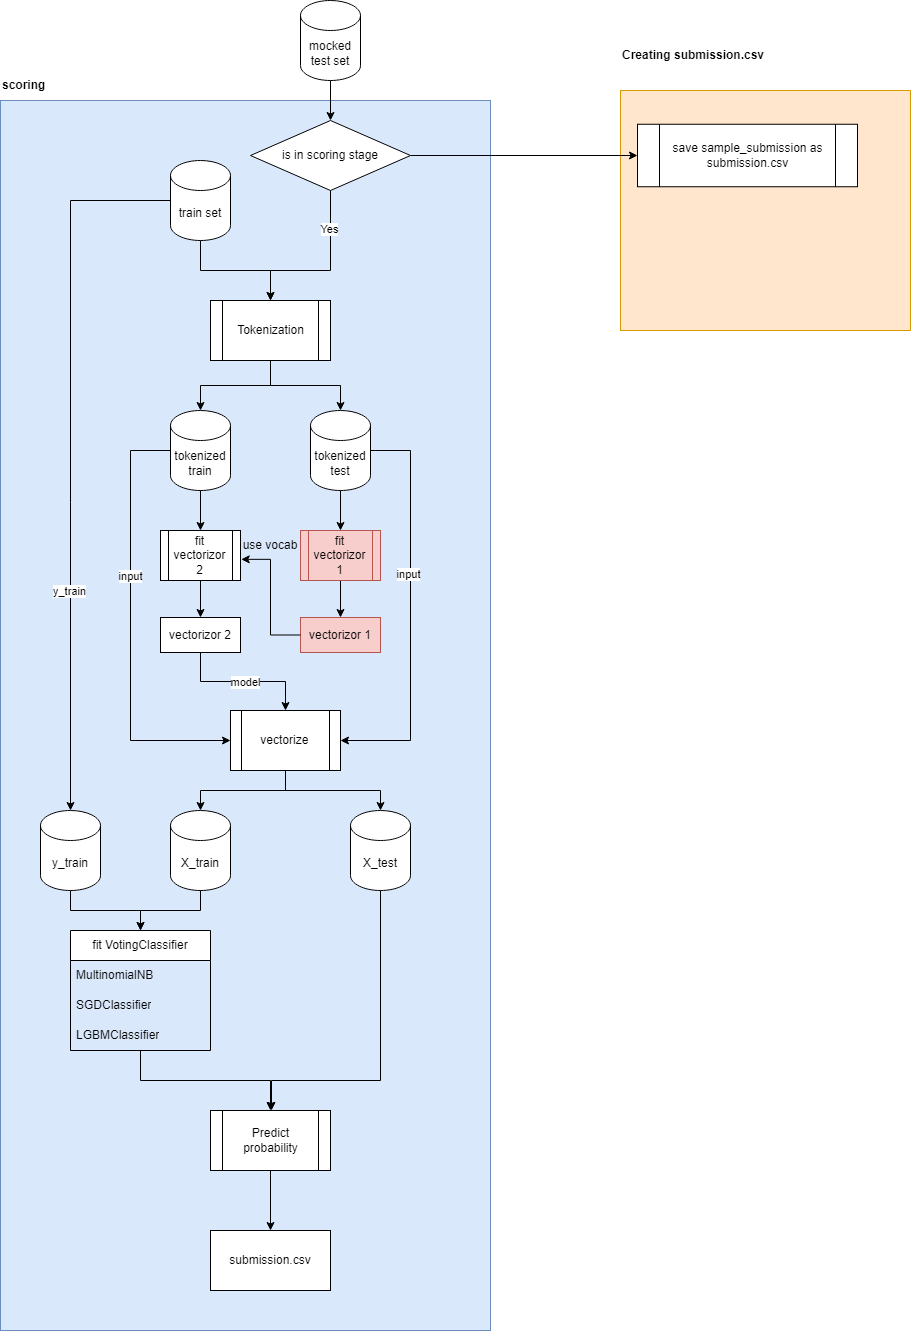 mocked
test set
Creating submission.csv
scoring
is in scoring stage
save sample_submission as
submission.csv
train set
Yes
Tokenization
tokenized
train
tokenized
test
fit
vectorizor
2
use vocab
fit
vectorizor
1
input
input
y_train
vectorizor 2
vectorizor 1
model
vectorize
y_train
X_train
X_test
fit VotingClassifier
MultinomialNB
SGDClassifier
LGBMClassifier
Predict
probability
submission.csv